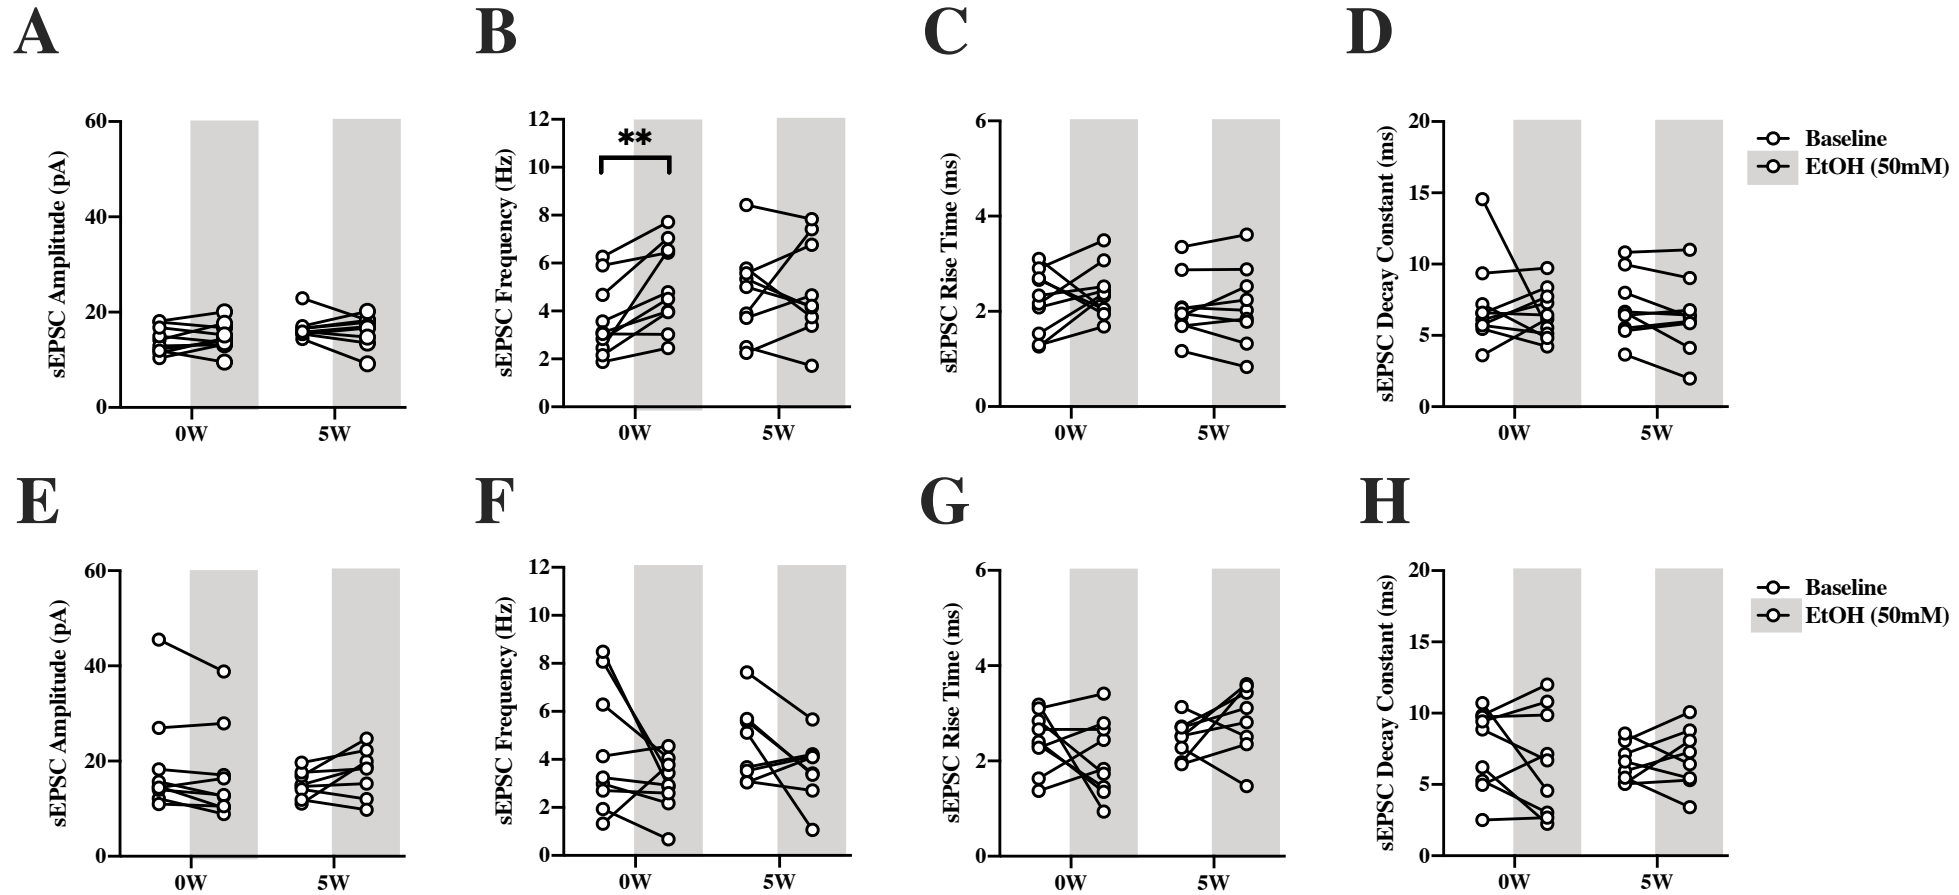 A
B
C
D
sEPSC Amplitude (pA)
60
40
20
0
0W
5W
sEPSC Frequency (Hz)
12
10
8
6
4
2
0
**
0W
5W
sEPSC Rise Time (ms)
6
4
2
0
0W
5W
sEPSC Decay Constant (ms)
20
15
10
5
0
0W
5W
Baseline
EtOH (50mM)
E
F
G
H
sEPSC Amplitude (pA)
60
40
20
0
0W
5W
sEPSC Frequency (Hz)
12
10
8
6
4
2
0
0W
5W
sEPSC Rise Time (ms)
6
4
2
0
0W
5W
sEPSC Decay Constant (ms)
20
15
10
5
0
0W
5W
Baseline
EtOH (50mM)